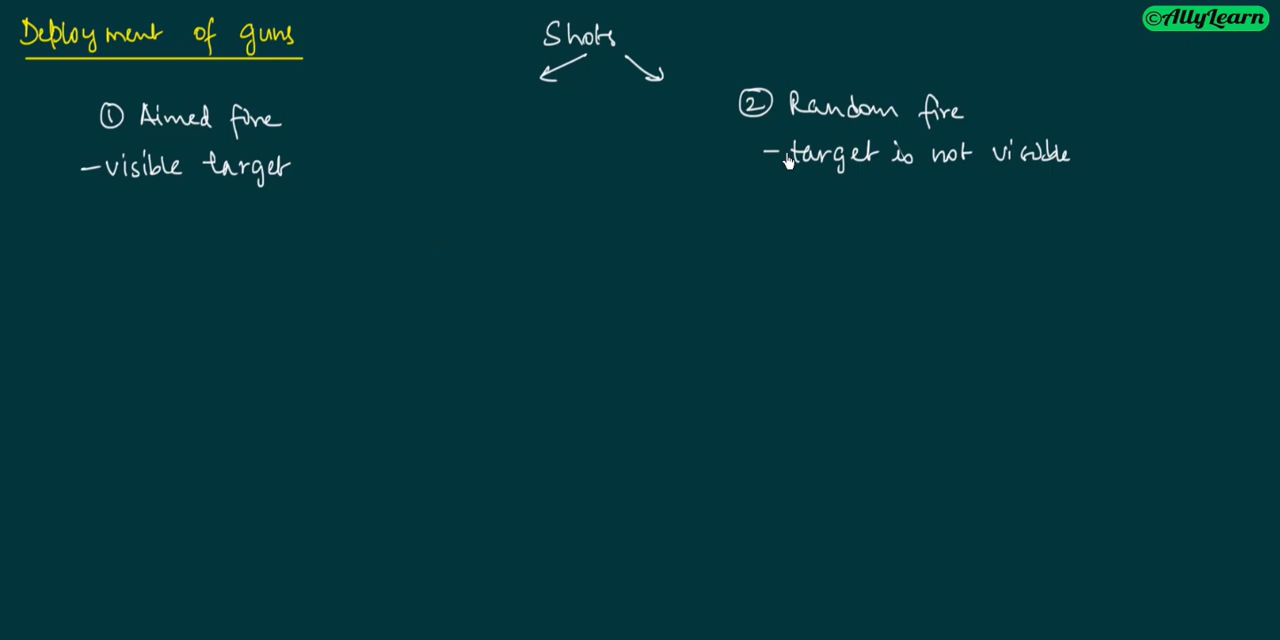 Deployment of guns
Shots
©AllyLearn
① Aimed fire
- visible target
② Random fire
- target is not visible